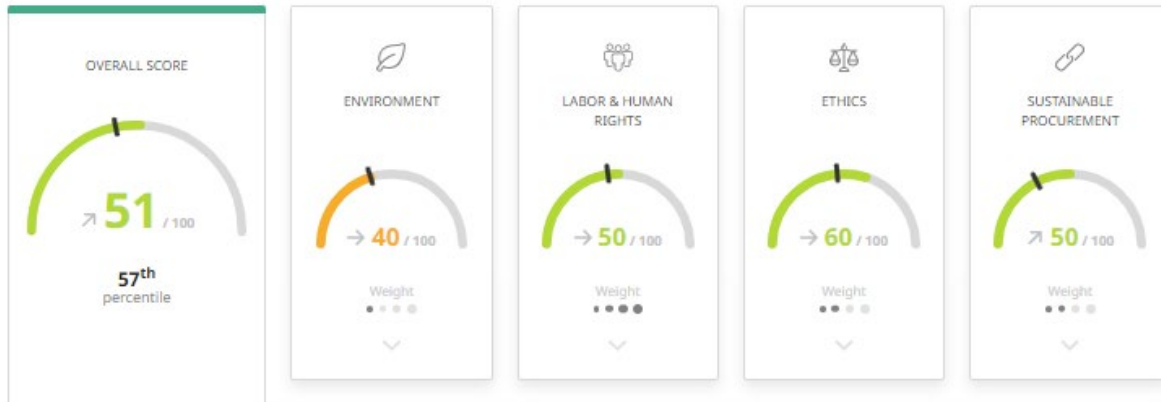 OVERALL SCORE
51 / 100
57th
percentile
ENVIRONMENT
40 / 100
Weight
LABOR & HUMAN
RIGHTS
50 / 100
Weight
ETHICS
60 / 100
Weight
SUSTAINABLE
PROCUREMENT
50 / 100
Weight